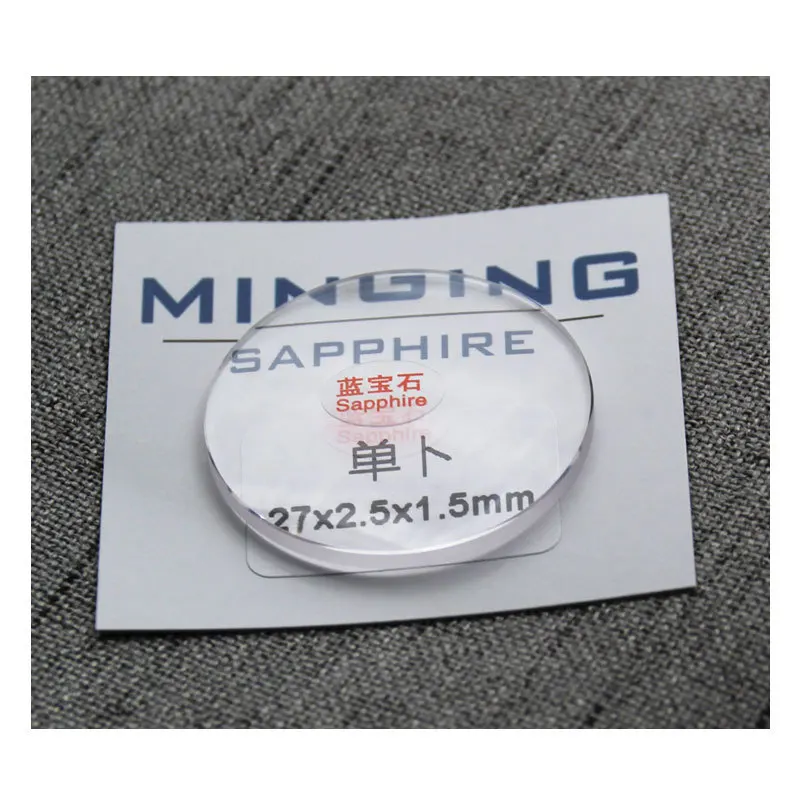 MINGING
SAPPHIRE
蓝宝石
Sapphire
单卜
27x2.5x1.5mm